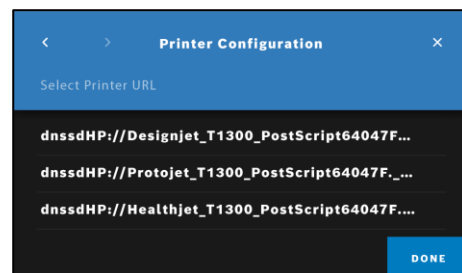 Printer Configuration
Select Printer URL
dnssdHP://Designjet_T1300_PostScript64047F...
dnssdHP://Protojet_T1300_PostScript64047F._...
dnssdHP://Healthjet_T1300_PostScript64047F....
DONE